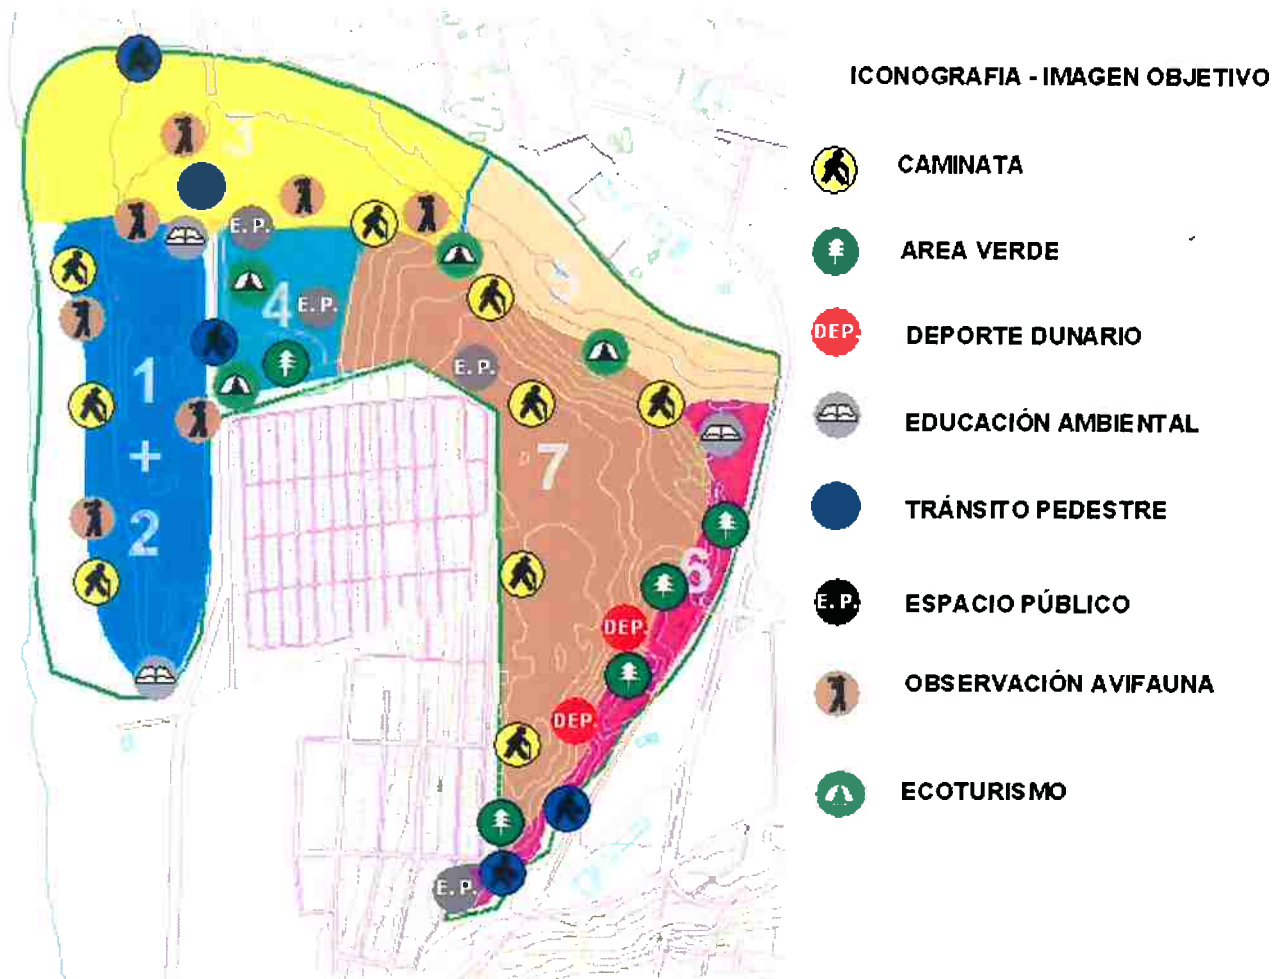 ICONOGRAFIA - IMAGEN OBJETIVO
CAMINATA
AREA VERDE
DEP.
DEPORTE DUNARIO
EDUCACIÓN AMBIENTAL
TRÁNSITO PEDESTRE
E.P.
ESPACIO PÚBLICO
OBSERVACIÓN AVIFAUNA
ECOTURISMO
3
E.P.
5
4
E.P.
1
+
2
E.P.
7
6
DEP.
DEP.
E.P.